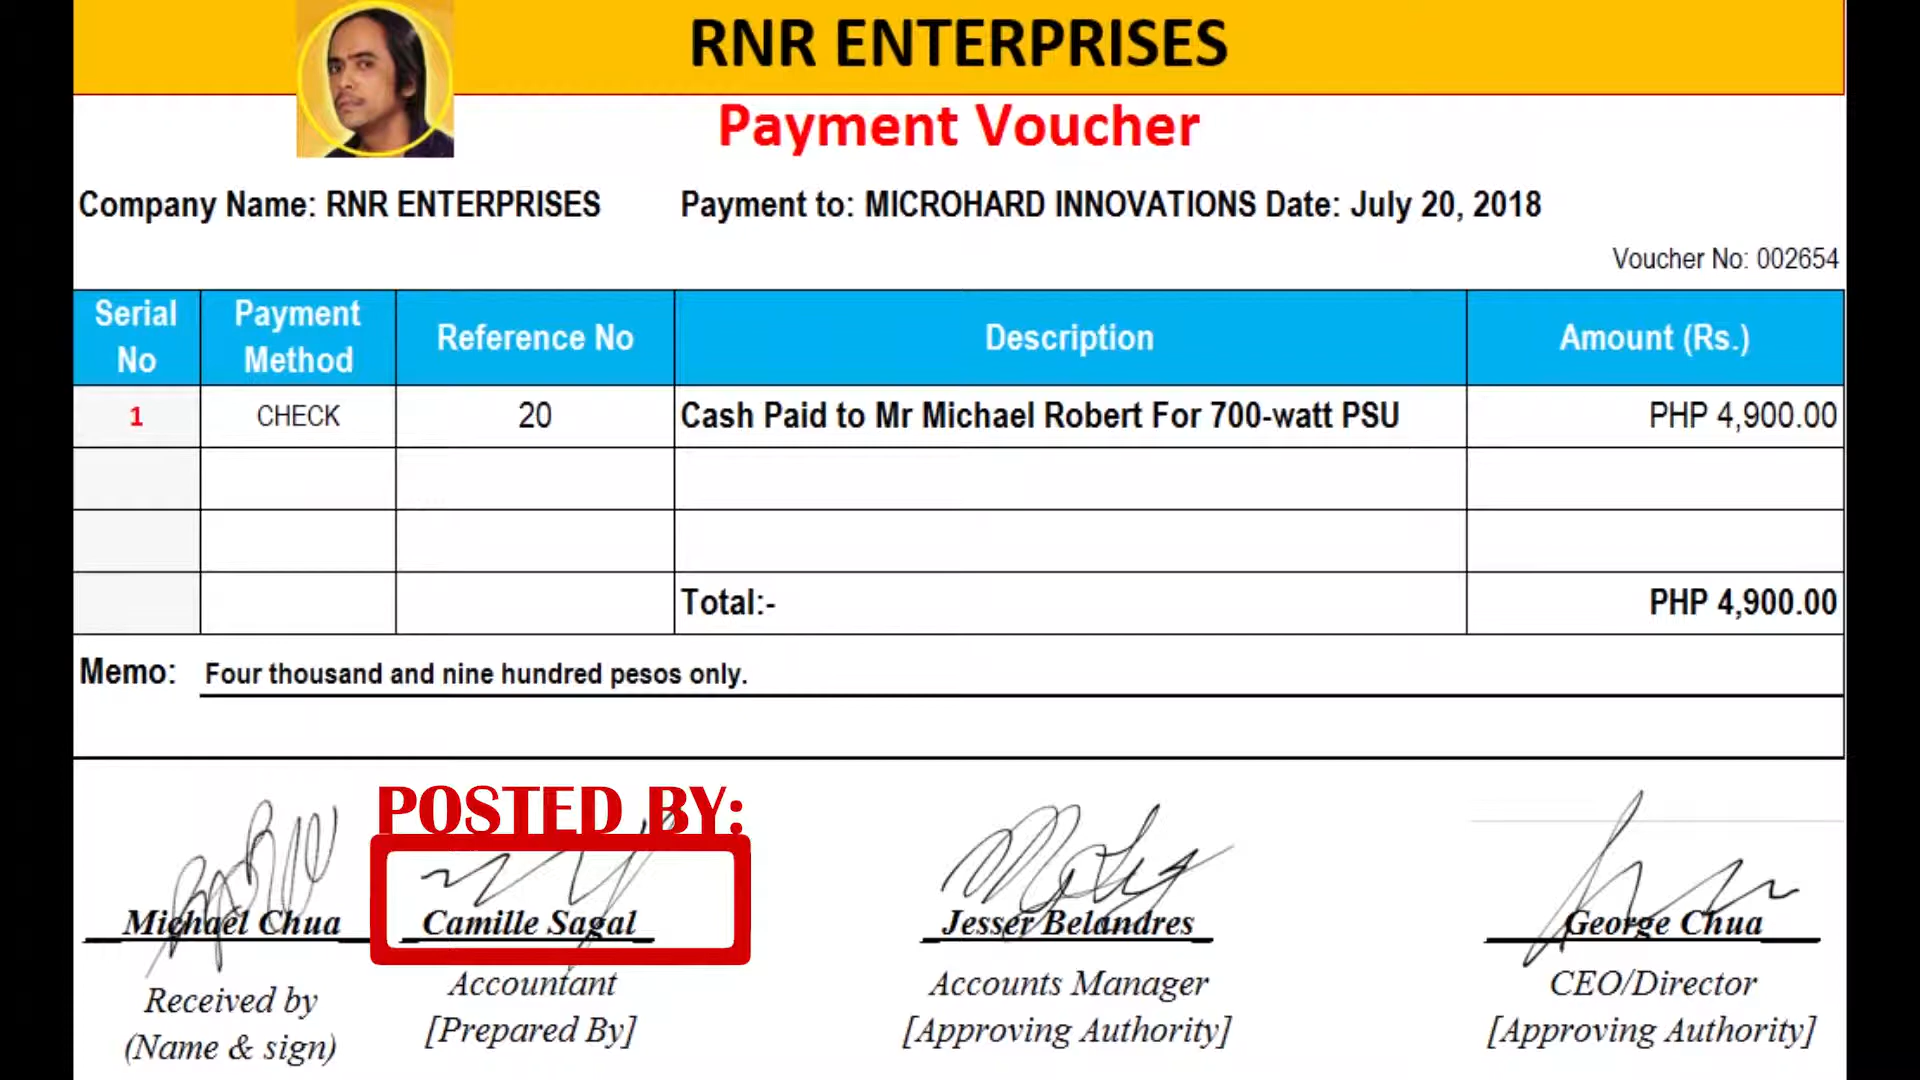 RNR ENTERPRISES
Payment Voucher
Company Name: RNR ENTERPRISES Payment to: MICROHARD INNOVATIONS Date: July 20, 2018
Voucher No: 002654
Serial No Payment Method Reference No Description Amount (Rs.)
1 CHECK 20 Cash Paid to Mr Michael Robert For 700-watt PSU PHP 4,900.00
Total:- PHP 4,900.00
Memo: Four thousand and nine hundred pesos only.
POSTED BY:
Michael Chua Camille Sagal Jesser Belandres George Chua
Received by Accountant Accounts Manager CEO/Director
(Name & sign) [Prepared By] [Approving Authority] [Approving Authority]